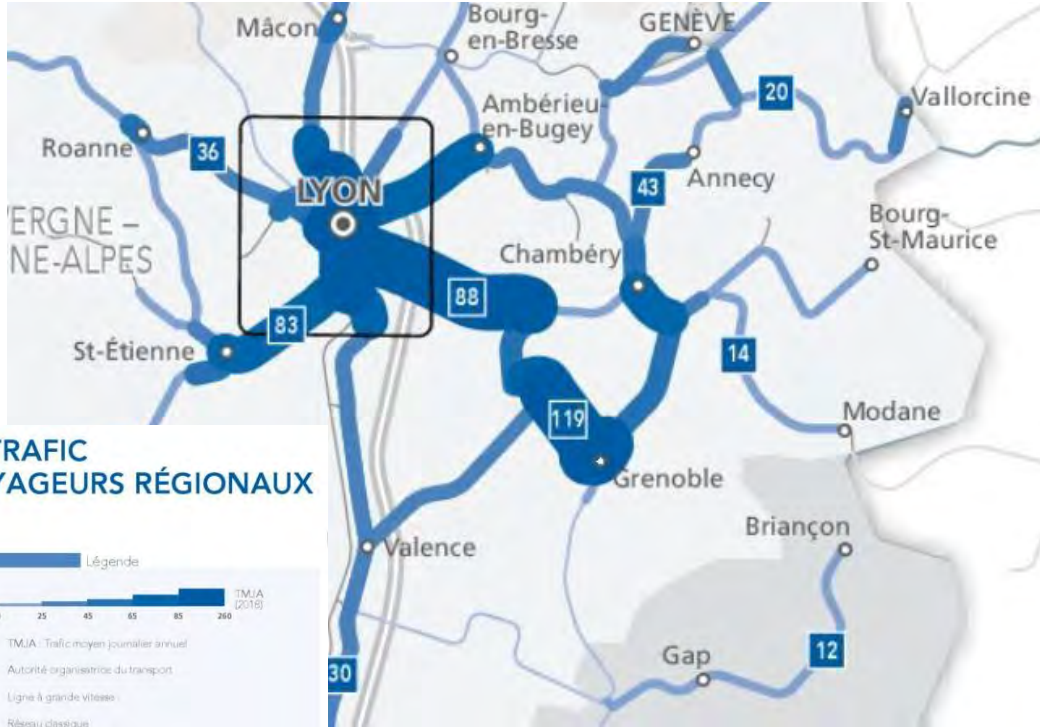 Mâcon
Bourg-
en-Bresse
GENÈVE
Roanne
36
Ambérieu-
en-Bugey
20
Vallorcine
LYON
43
Annecy
ERGNE –
NE-ALPES
Chambéry
Bourg-
St-Maurice
88
83
St-Étienne
14
119
Modane
Grenoble
TRAFIC
YAGEURS RÉGIONAUX
Valence
Briançon
Légende
TMJA
(2016)
25 45 65 85 260
TMJA : Trafic moyen journalier annuel
Autorité organisatrice du transport
Ligne à grande vitesse
Réseau classique
30
Gap
12